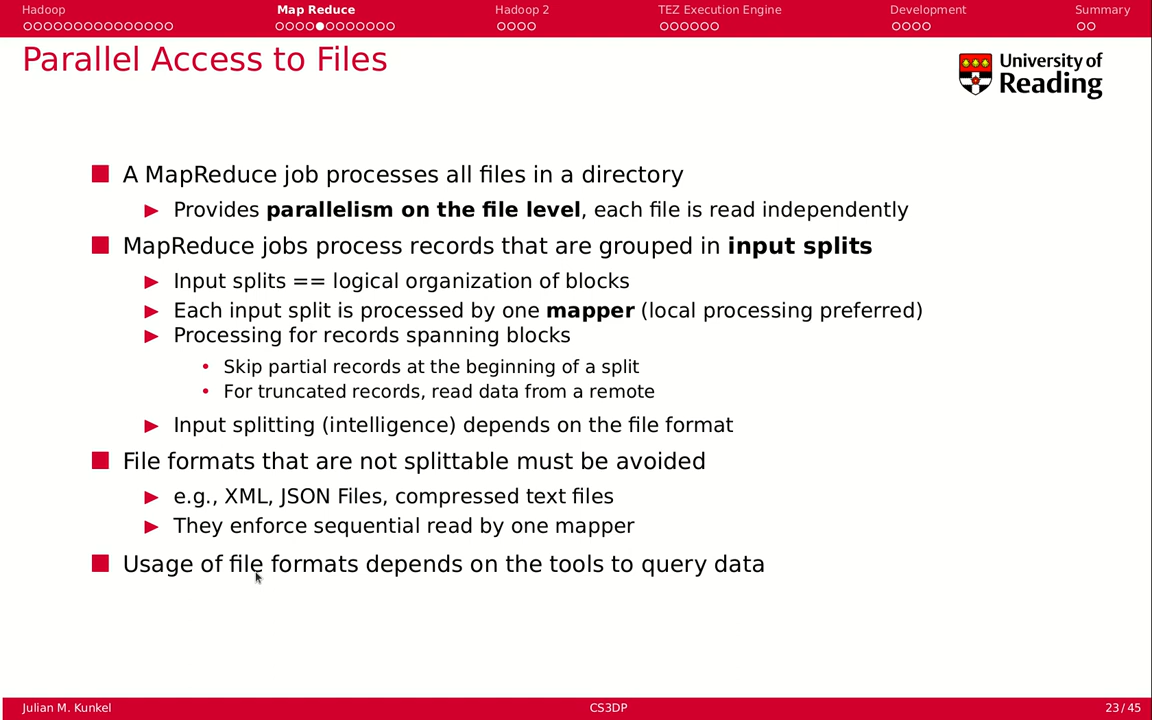 Hadoop Map Reduce Hadoop 2 TEZ Execution Engine Development Summary
Parallel Access to Files
University of
Reading
A MapReduce job processes all files in a directory
Provides parallelism on the file level, each file is read independently
MapReduce jobs process records that are grouped in input splits
Input splits == logical organization of blocks
Each input split is processed by one mapper (local processing preferred)
Processing for records spanning blocks
Skip partial records at the beginning of a split
For truncated records, read data from a remote
Input splitting (intelligence) depends on the file format
File formats that are not splittable must be avoided
e.g., XML, JSON Files, compressed text files
They enforce sequential read by one mapper
Usage of file formats depends on the tools to query data
Julian M. Kunkel CS3DP 23/45